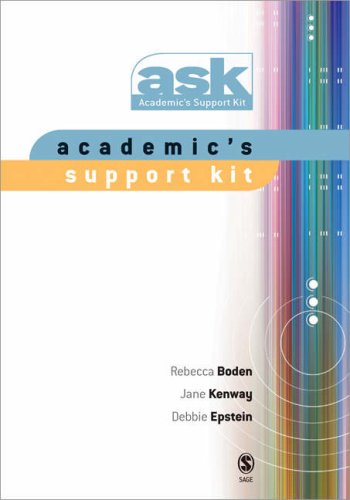 ask
Academic's Support Kit
academic's
support kit
Rebecca Boden
Jane Kenway
Debbie Epstein
S
SAGE